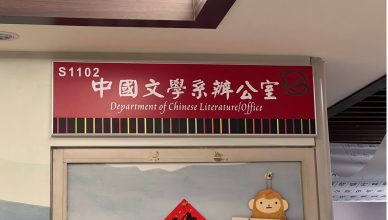 S1102
中國文學系辦公室
Department of Chinese Literature/Office